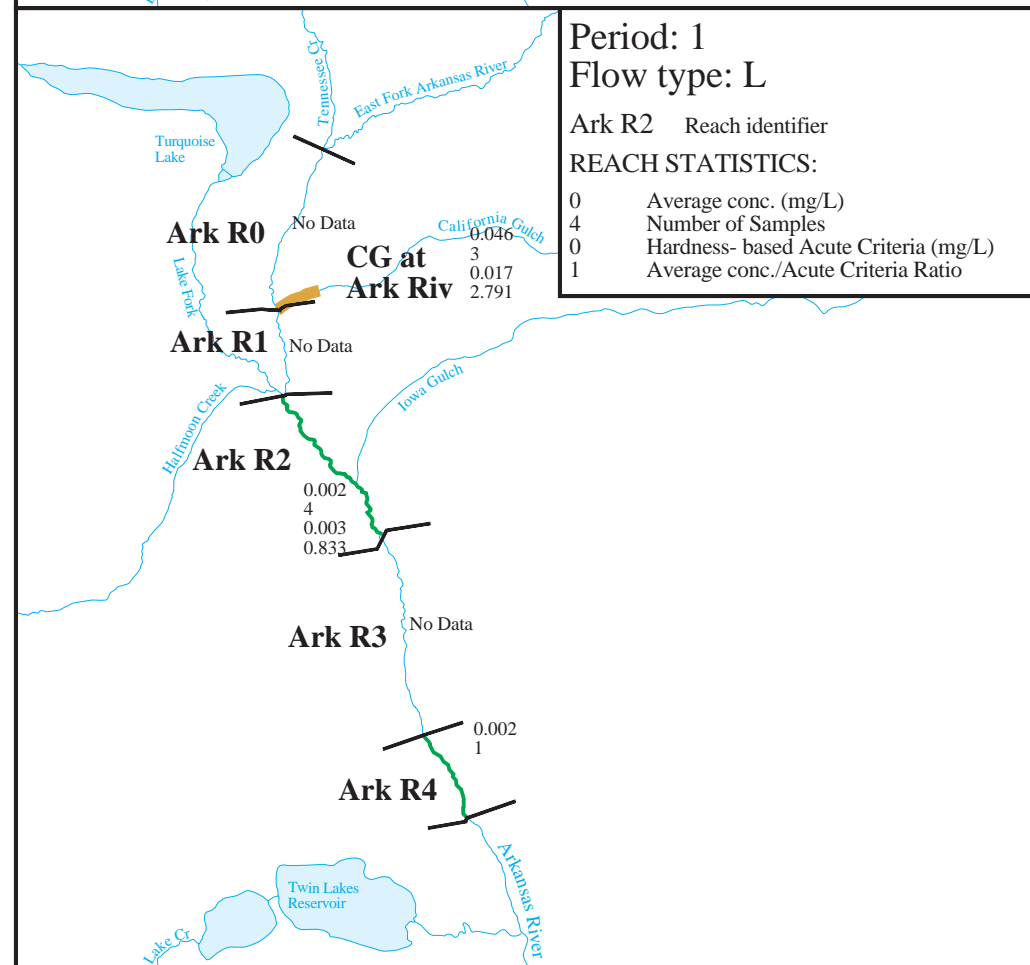 Period: 1
Flow type: L
Ark R2 Reach identifier
REACH STATISTICS:
0 Average conc. (mg/L)
4 Number of Samples
0 Hardness- based Acute Criteria (mg/L)
1 Average conc./Acute Criteria Ratio
Tennessee Cr
East Fork Arkansas River
Turquoise
Lake
Ark R0
No Data
California Gulch
CG at
Ark Riv
0.046
3
0.017
2.791
Lake Fork
Ark R1
No Data
Halfmoon Creek
Iowa Gulch
Ark R2
0.002
4
0.003
0.833
Ark R3
No Data
0.002
1
Ark R4
Arkansas River
Twin Lakes
Reservoir
Lake Cr